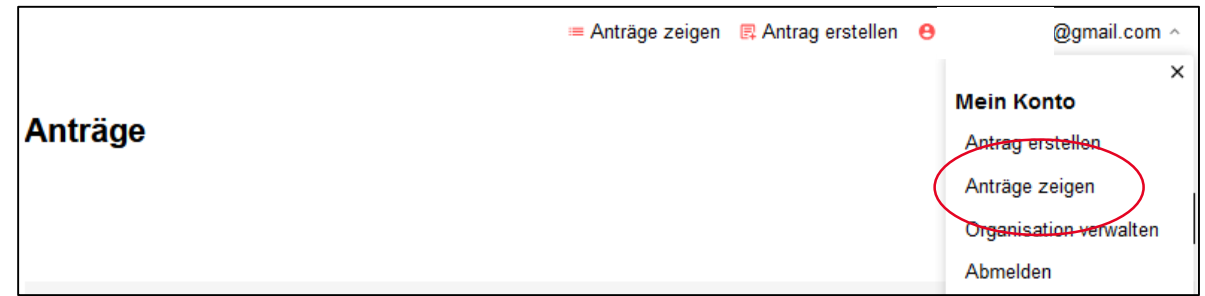 Anträge zeigen Antrag erstellen @gmail.com
Mein Konto
Anträge
Antrag erstellen
Anträge zeigen
Organisation verwalten
Abmelden